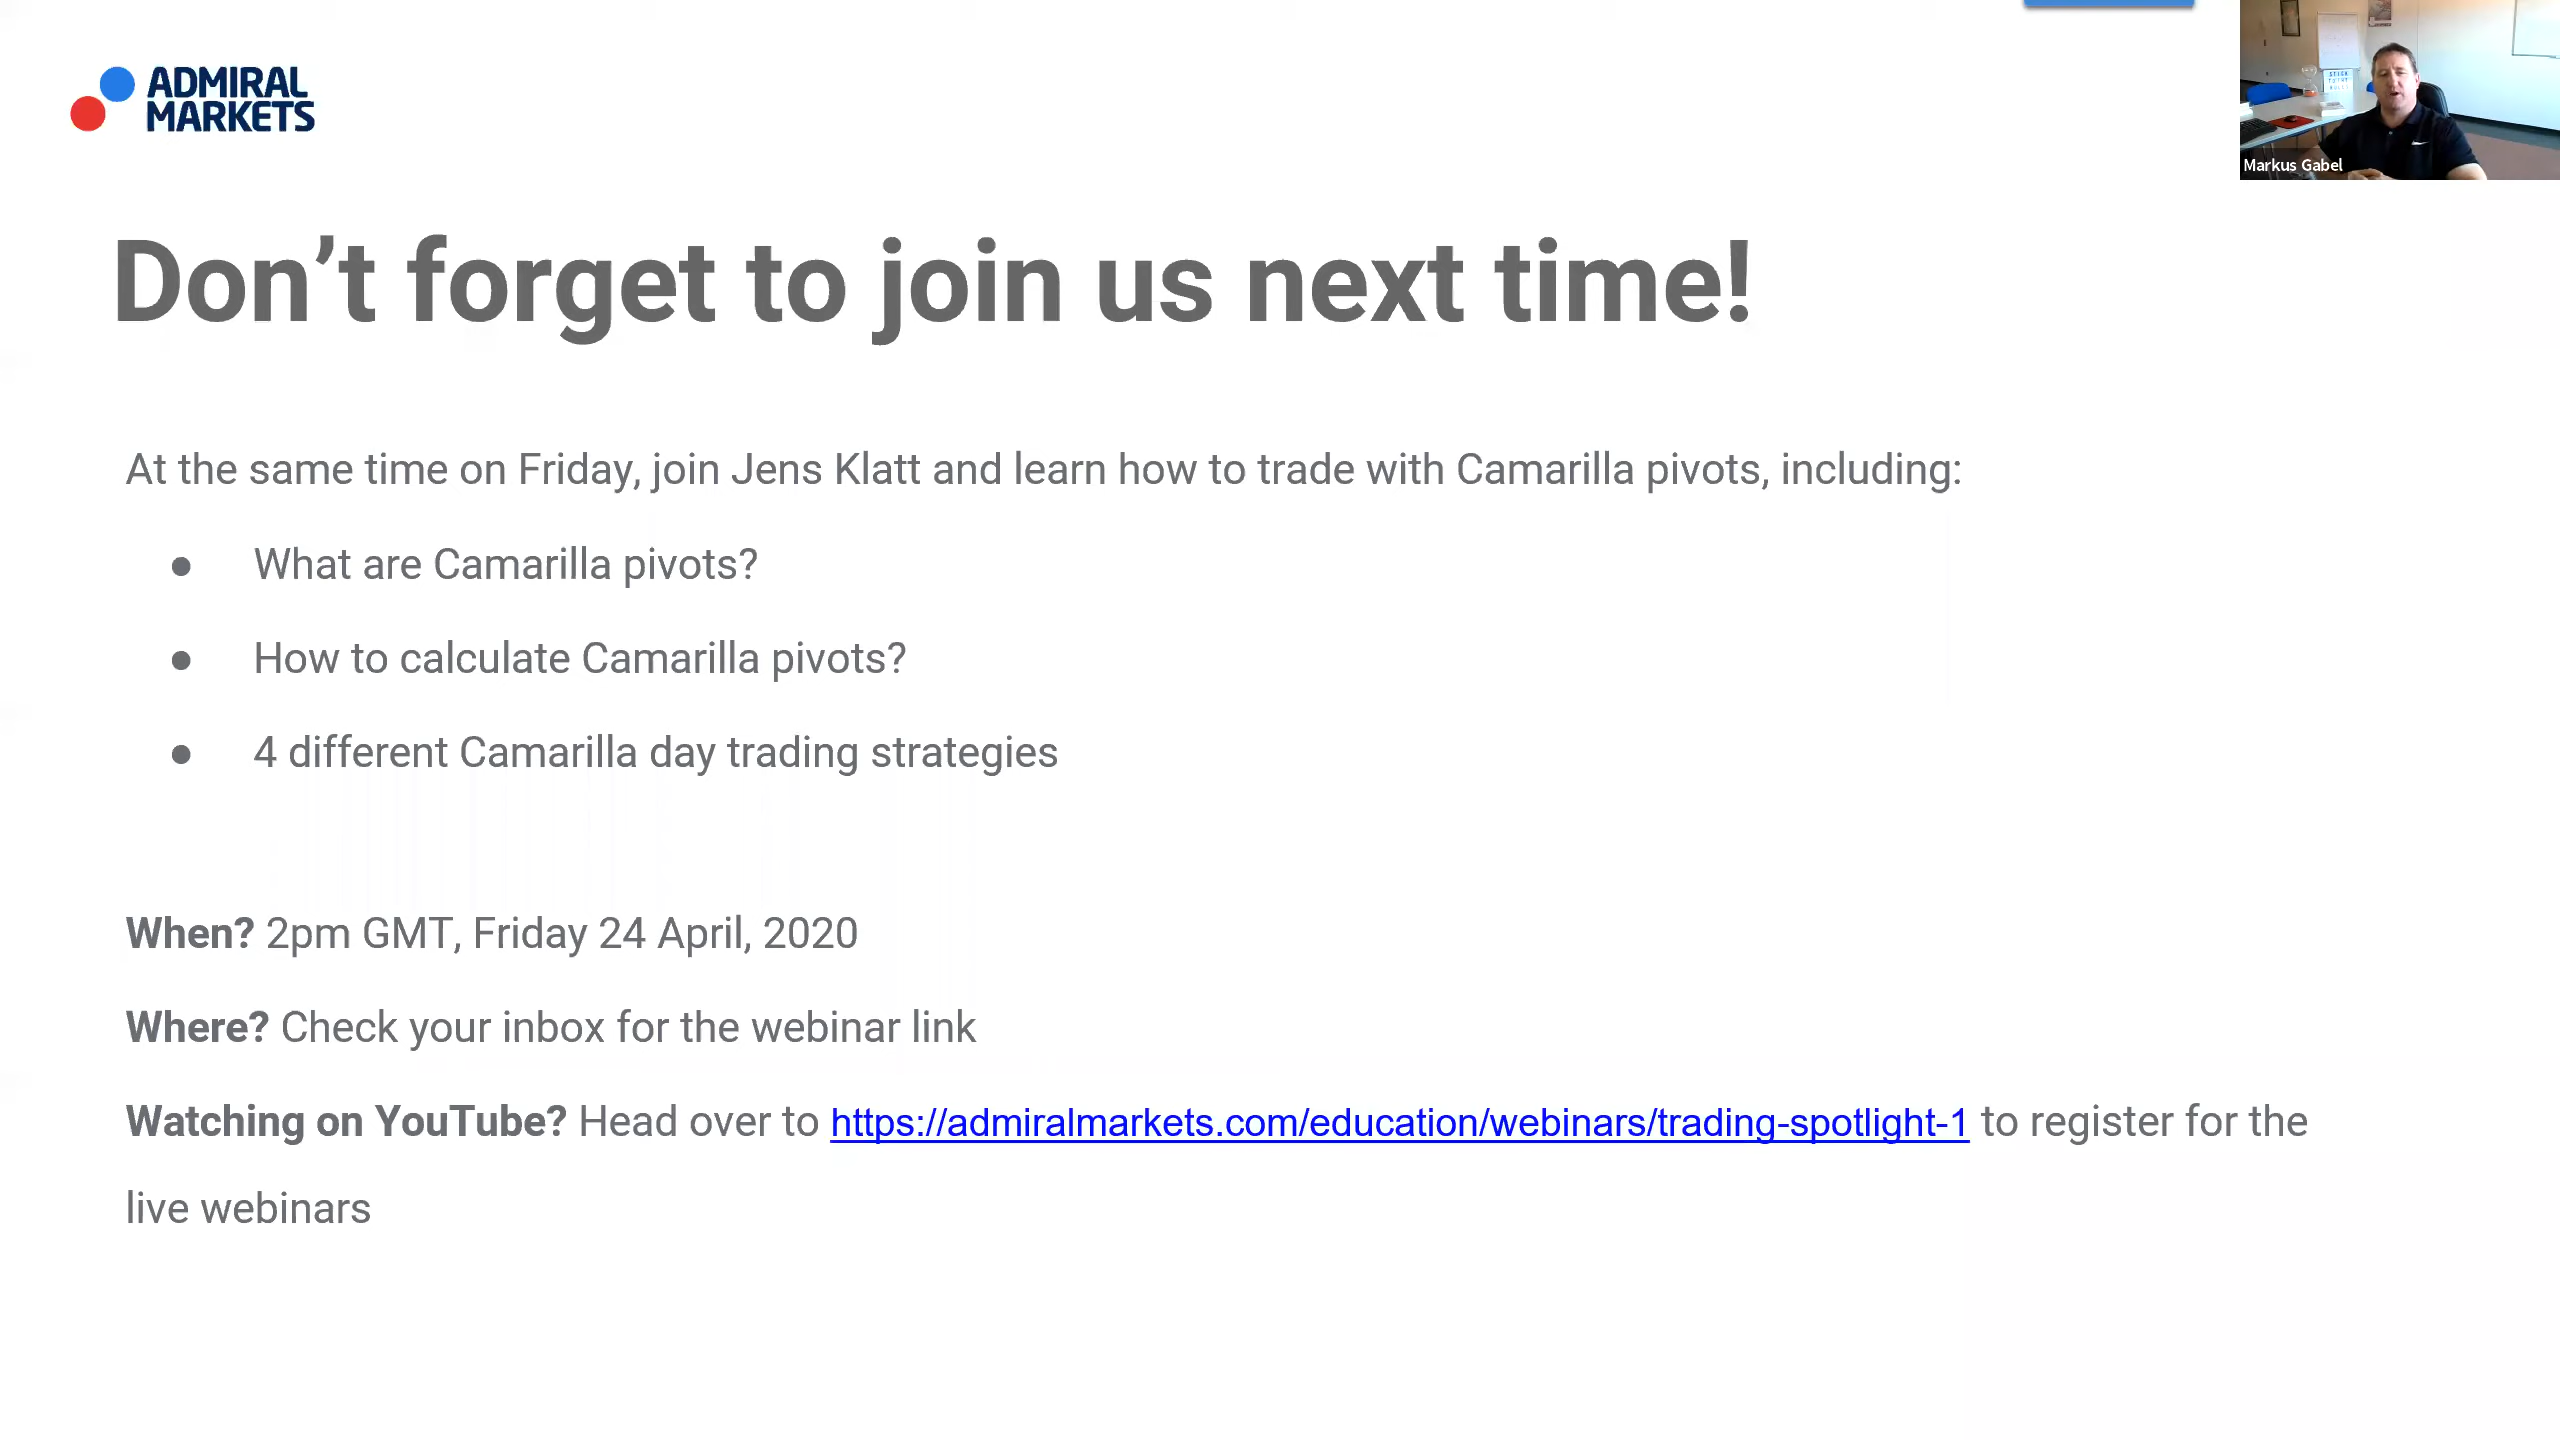 ADMIRAL
MARKETS
STICK
TO THE
RULES
Markus Gabel
Don’t forget to join us next time!
At the same time on Friday, join Jens Klatt and learn how to trade with Camarilla pivots, including:
● What are Camarilla pivots?
● How to calculate Camarilla pivots?
● 4 different Camarilla day trading strategies
When? 2pm GMT, Friday 24 April, 2020
Where? Check your inbox for the webinar link
Watching on YouTube? Head over to https://admiralmarkets.com/education/webinars/trading-spotlight-1 to register for the
live webinars